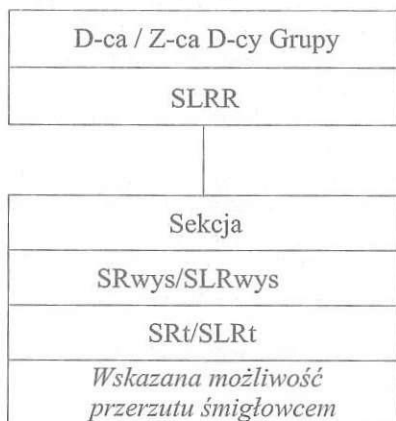 D-ca / Z-ca D-cy Grupy
SLRR
Sekcja
SRwys/SLRwys
SRt/SLRt
Wskazana możliwość
przerzutu śmigłowcem